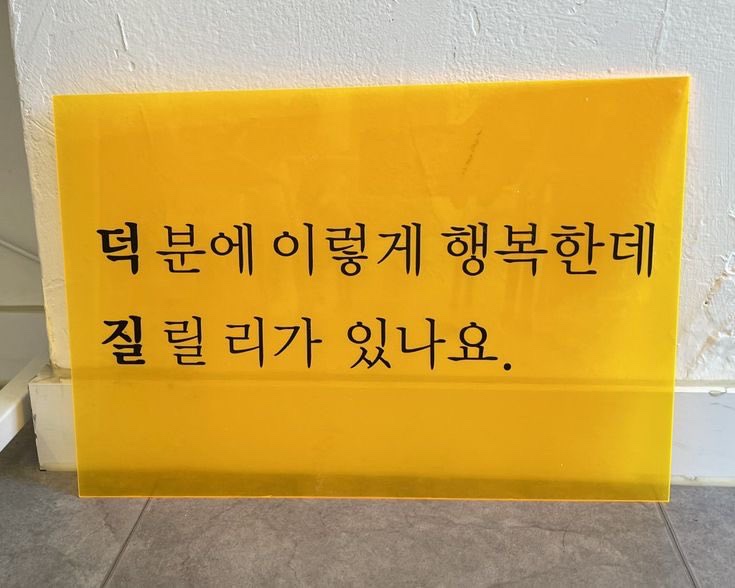 덕 분에 이렇게 행복한데
질 릴 리가 있나요.